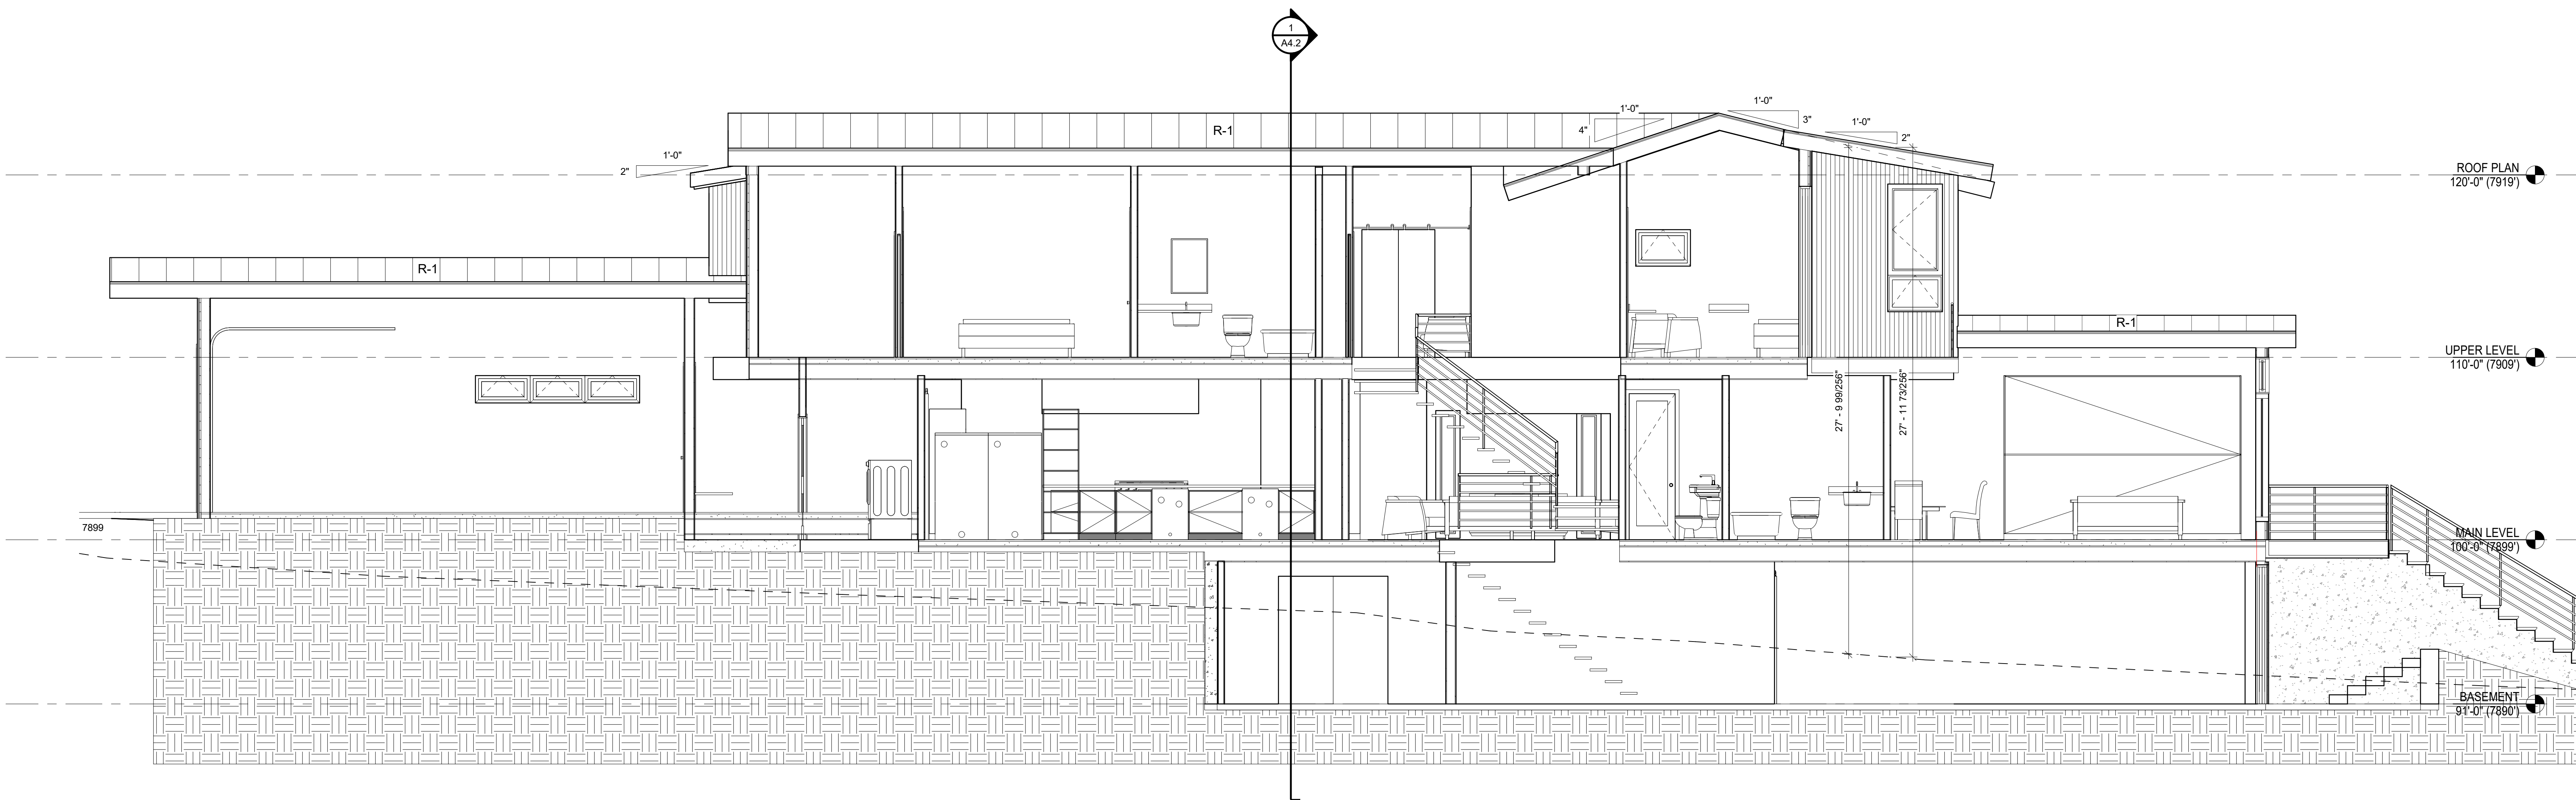 1
A4.2
1'-0"
4"
R-1
1'-0"
3"
1'-0"
2"
1'-0"
2"
ROOF PLAN
120'-0" (7919')
R-1
R-1
UPPER LEVEL
110'-0" (7909')
27' - 9 99/256"
27' - 11 73/256"
7899
MAIN LEVEL
100'-0" (7899')
BASEMENT
91'-0" (7890')